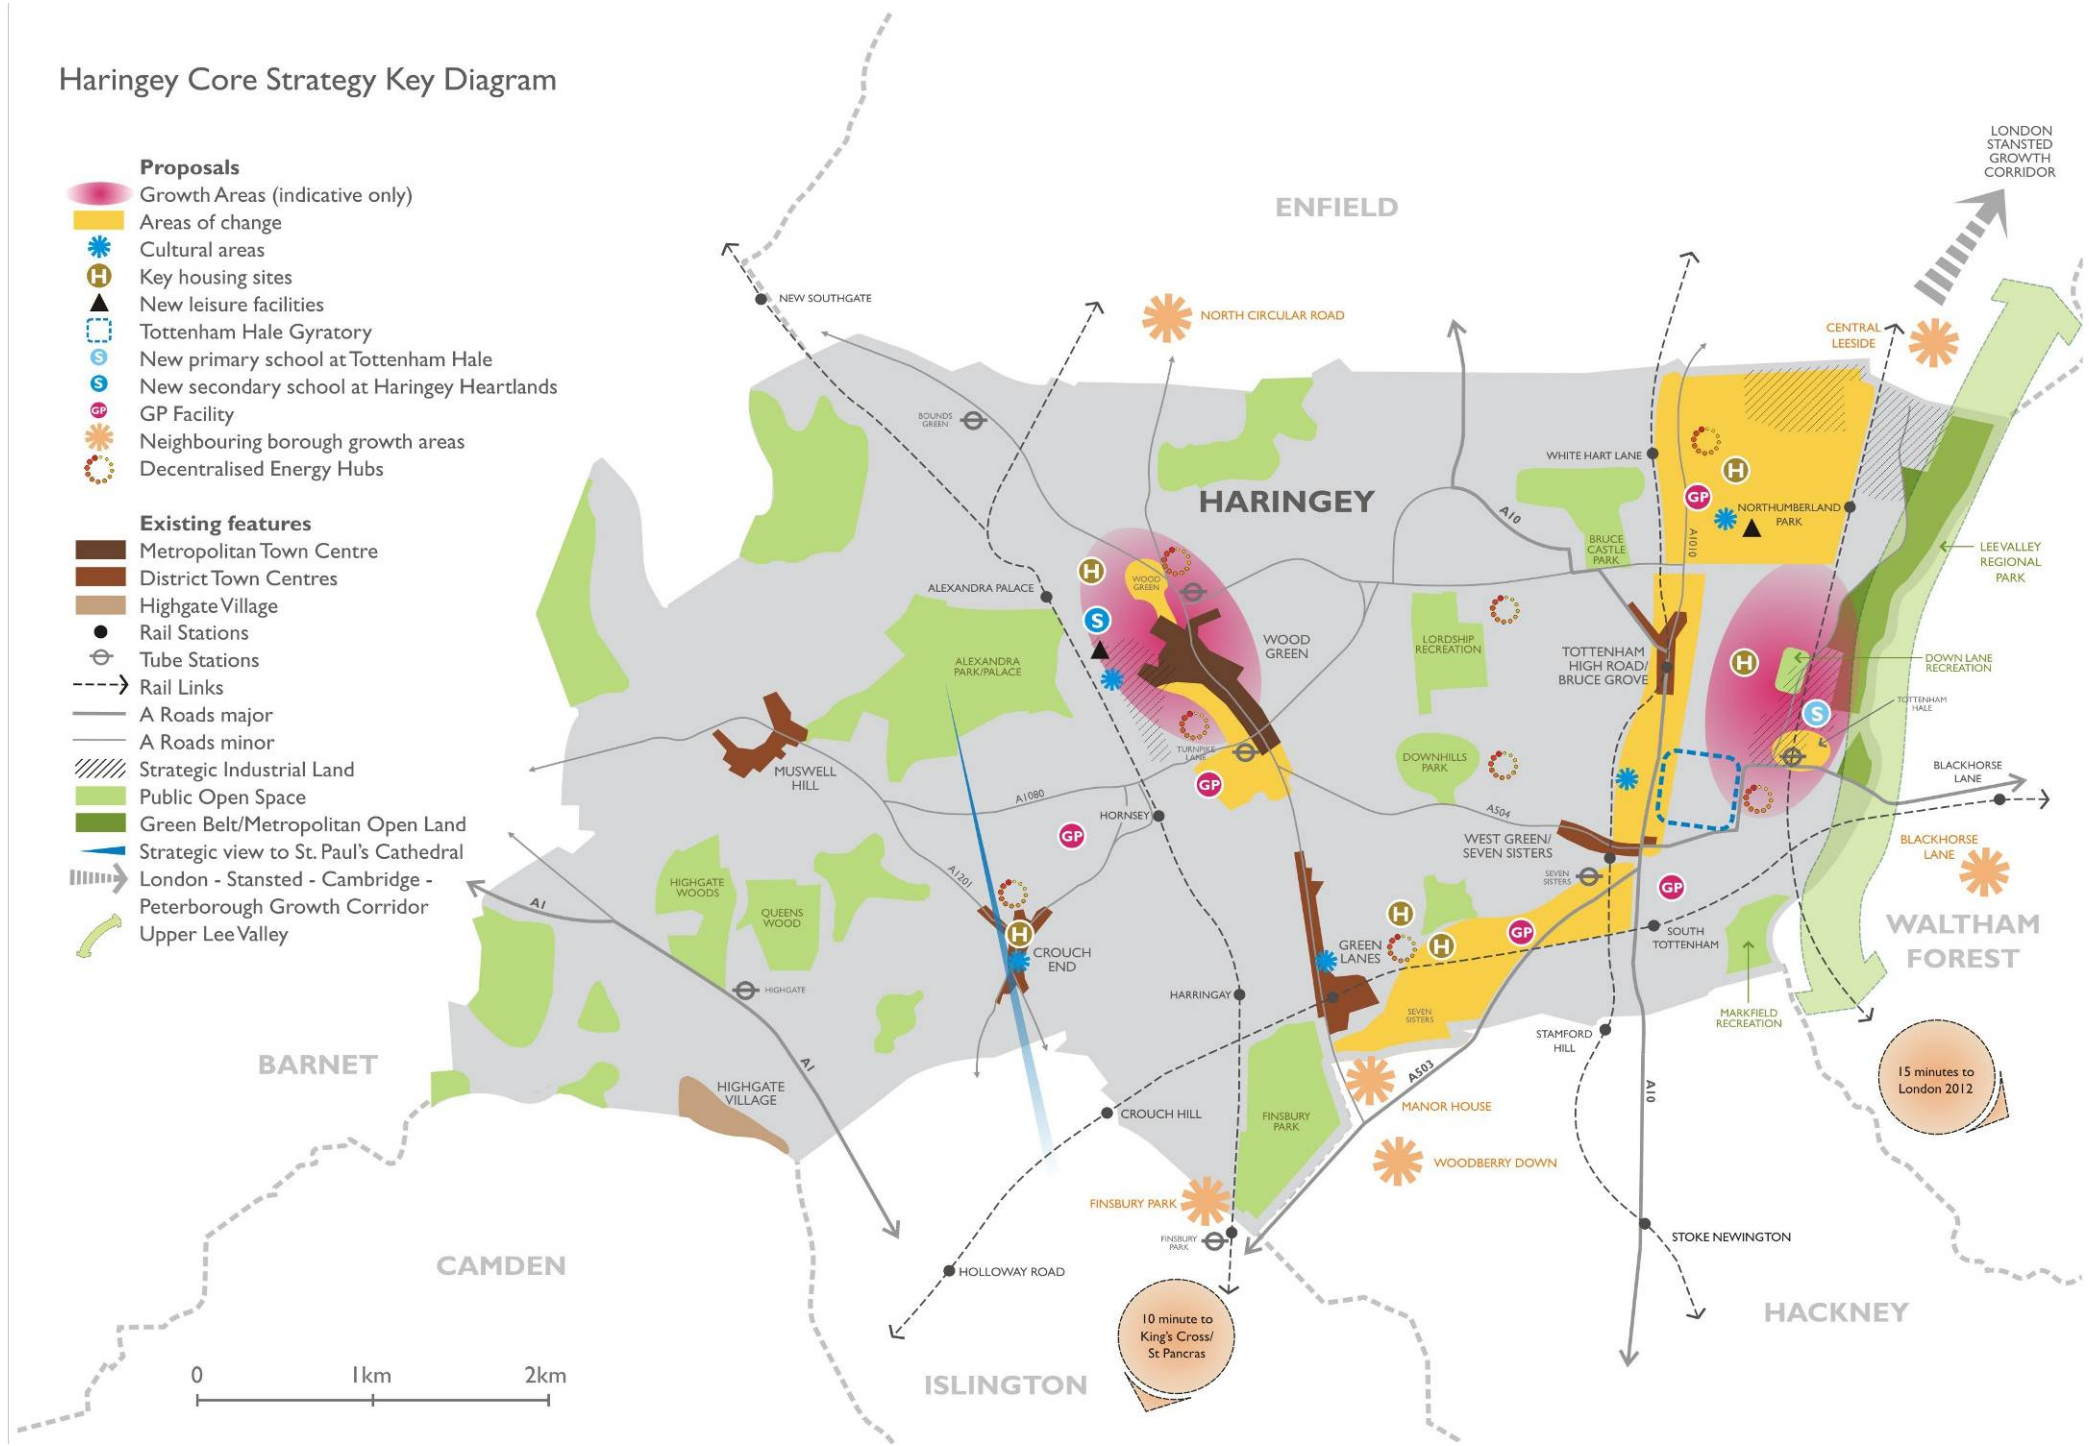 Haringey Core Strategy Key Diagram
Proposals
Growth Areas (indicative only)
Areas of change
Cultural areas
H
Key housing sites
New leisure facilities
Tottenham Hale Gyratory
S
New primary school at Tottenham Hale
S
New secondary school at Haringey Heartlands
GP
GP Facility
Neighbouring borough growth areas
Decentralised Energy Hubs
Existing features
Metropolitan Town Centre
District Town Centres
Highgate Village
Rail Stations
Tube Stations
Rail Links
A Roads major
A Roads minor
Strategic Industrial Land
Public Open Space
Green Belt/Metropolitan Open Land
Strategic view to St. Paul's Cathedral
London - Stansted - Cambridge -
Peterborough Growth Corridor
Upper Lee Valley
0
1km
2km
LONDON
STANSTED
GROWTH
CORRIDOR
ENFIELD
NEW SOUTHGATE
NORTH CIRCULAR ROAD
CENTRAL
LEESIDE
BOUNDS
GREEN
WHITE HART LANE
HARINGEY
H
GP
A10
NORTHUMBERLAND
PARK
A1010
BRUCE
CASTLE
PARK
LEE VALLEY
REGIONAL
PARK
H
WOOD
GREEN
ALEXANDRA PALACE
S
WOOD
GREEN
LORDSHIP
RECREATION
TOTTENHAM
HIGH ROAD/
BRUCE GROVE
H
DOWN LANE
RECREATION
ALEXANDRA
PARK/PALACE
TOTTENHAM
HALE
S
TURNPIKE
LANE
DOWNHILLS
PARK
MUSWELL
HILL
GP
BLACKHORSE
LANE
A1080
HORNSEY
A504
GP
WEST GREEN/
SEVEN SISTERS
BLACKHORSE
LANE
SEVEN
SISTERS
GP
HIGHGATE
WOODS
QUEENS
WOOD
A1201
A1
H
CROUCH
END
H
H
GP
GREEN
LANES
SOUTH
TOTTENHAM
WALTHAM
FOREST
HIGHGATE
HARRINGAY
SEVEN
SISTERS
MARKFIELD
RECREATION
STAMFORD
HILL
BARNET
A1
HIGHGATE
VILLAGE
A503
A10
15 minutes to
London 2012
MANOR HOUSE
CROUCH HILL
FINSBURY
PARK
WOODBERRY DOWN
FINSBURY PARK
FINSBURY
PARK
STOKE NEWINGTON
CAMDEN
HOLLOWAY ROAD
HACKNEY
10 minute to
King's Cross/
St Pancras
ISLINGTON